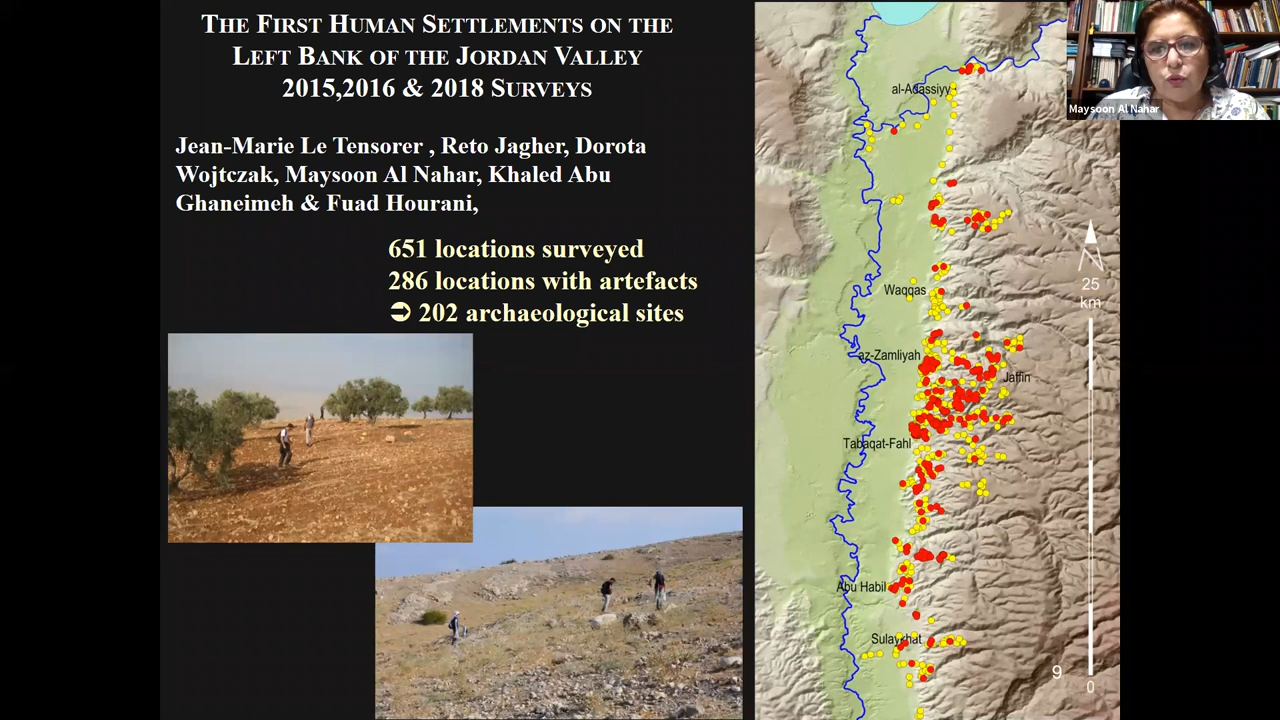 THE FIRST HUMAN SETTLEMENTS ON THE
LEFT BANK OF THE JORDAN VALLEY
2015,2016 & 2018 SURVEYS
Jean-Marie Le Tensorer , Reto Jagher, Dorota
Wojtczak, Maysoon Al Nahar, Khaled Abu
Ghaneimeh & Fuad Hourani,
651 locations surveyed
286 locations with artefacts
➲ 202 archaeological sites
al-Adassiyy
Waqqas
az-Zamliyah
Jaffin
Tabaqat-Fahl
Abu Habil
Sulaykhat
N
25
km
0
9
Maysoon Al Nahar